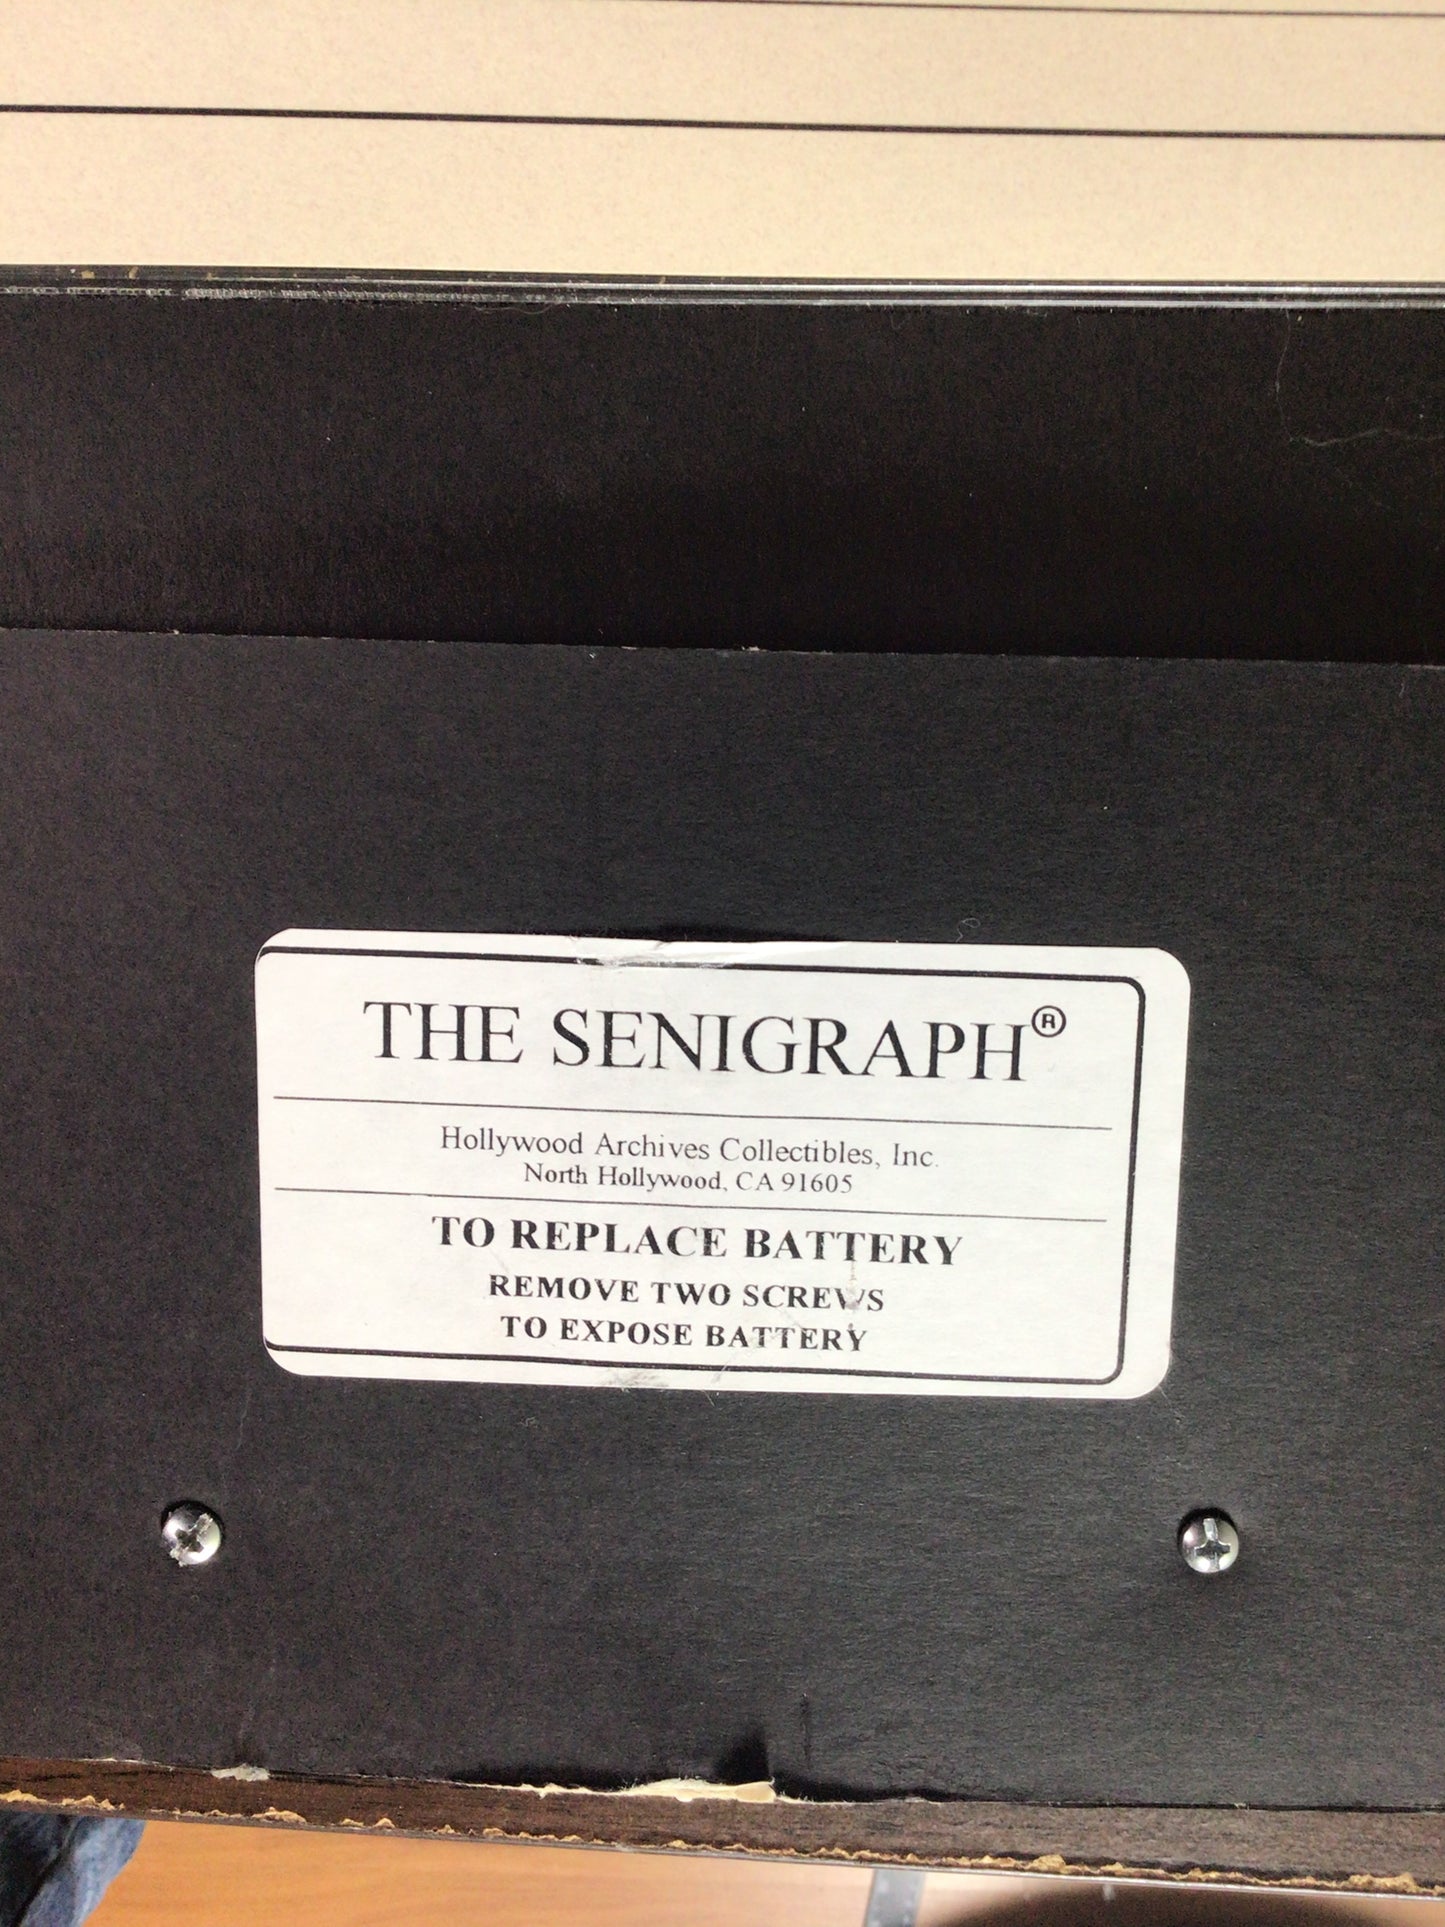 THE SENIGRAPH®
Hollywood Archives Collectibles, Inc.
North Hollywood, CA 91605
TO REPLACE BATTERY
REMOVE TWO SCREWS
TO EXPOSE BATTERY